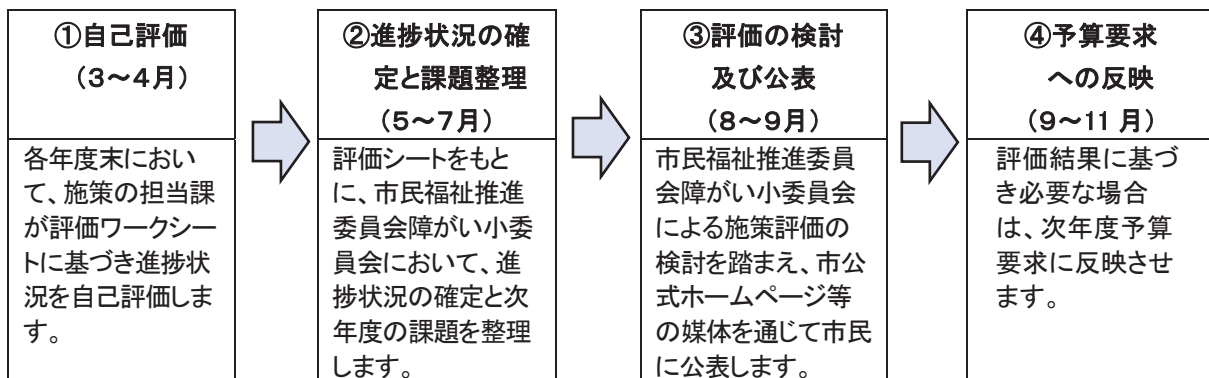 ①自己評価
(3~4月)
各年度末におい
て、施策の担当課
が評価ワークシー
トに基づき進捗状
況を自己評価しま
す。
②進捗状況の確
定と課題整理
(5~7月)
評価シートをもと
に、市民福祉推進
委員会障がい小委
員会において、進
捗状況の確定と次
年度の課題を整理
します。
③評価の検討
及び公表
(8~9月)
市民福祉推進委員
会障がい小委員会
による施策評価の
検討を踏まえ、市公
式ホームページ等
の媒体を通じて市民
に公表します。
④予算要求
への反映
(9~11月)
評価結果に基づ
き必要な場合
は、次年度予算
要求に反映させ
ます。